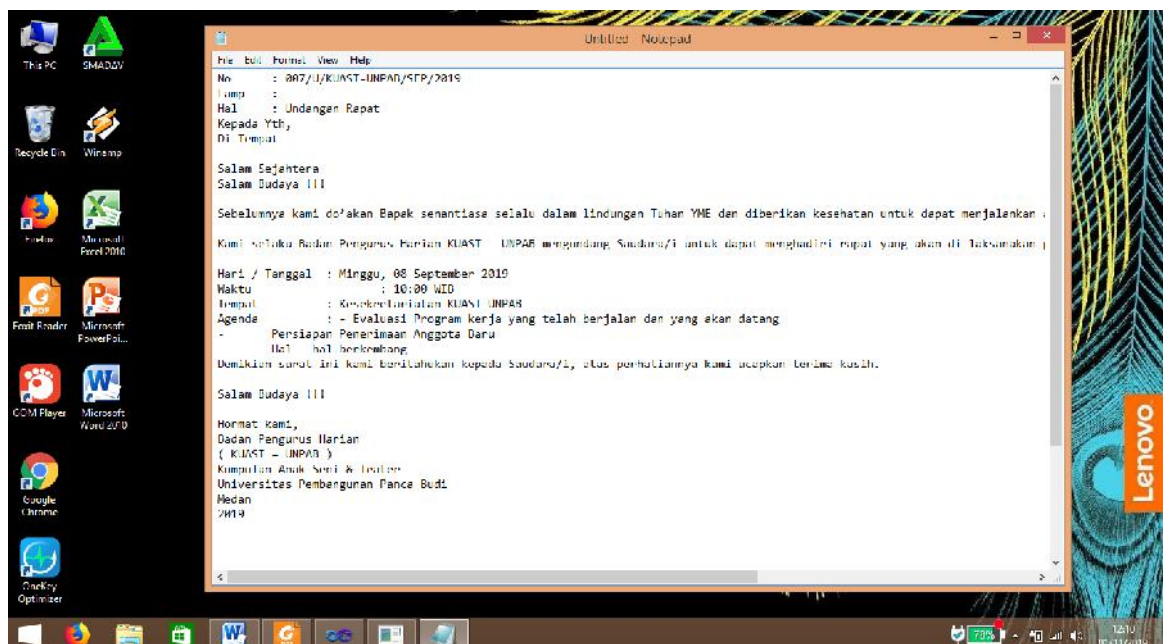 Untitled - Notepad
File Edit Format View Help
No : 007/U/KUAST-UNPAB/SEP/2019
Lamp :
Hal : Undangan Rapat
Kepada Yth,
Di Tempat
Salam Sejahtera
Salam Budaya !!!
Sebelumnya kami do'akan Bapak senantiasa selalu dalam lindungan Tuhan YME dan diberikan kesehatan untuk dapat menjalankan
Kami selaku Badan Pengurus Harian KUAST - UNPAB mengundang Saudara/i untuk dapat menghadiri rapat yang akan di laksanakan
Hari / Tanggal : Minggu, 08 September 2019
Waktu : 10:00 WIB
Tempat : Kesekretariatan KUAST UNPAB
Agenda : - Evaluasi Program kerja yang telah berjalan dan yang akan datang
- Persiapan Penerimaan Anggota Baru
Hal - hal berkembang
Demikian surat ini kami beritahukan kepada Saudara/i, atas perhatiannya kami ucapkan terima kasih.
Salam Budaya !!!
Hormat kami,
Badan Pengurus Harian
( KUAST - UNPAB )
Kumpulan Anak Seni & Teater
Universitas Pembangunan Panca Budi
Medan
2019
This PC
SMADAV
Recycle Bin
Winamp
Firefox
Microsoft Excel 2010
Foxit Reader
Microsoft PowerPoi...
GOM Player
Microsoft Word 2010
Google Chrome
OneKey Optimizer
Lenovo
78%
12:10